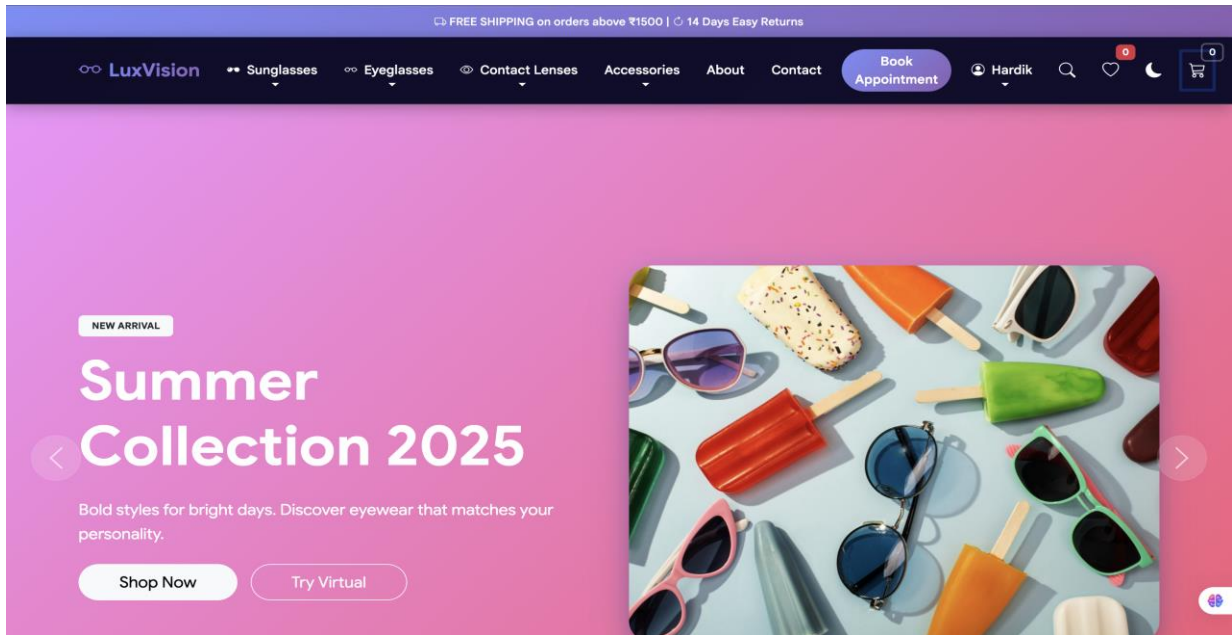 FREE SHIPPING on orders above ₹1500 | 14 Days Easy Returns
LuxVision Sunglasses Eyeglasses Contact Lenses Accessories About Contact Book Appointment Hardik 0 0
NEW ARRIVAL
Summer
Collection 2025
Bold styles for bright days. Discover eyewear that matches your
personality.
Shop Now Try Virtual